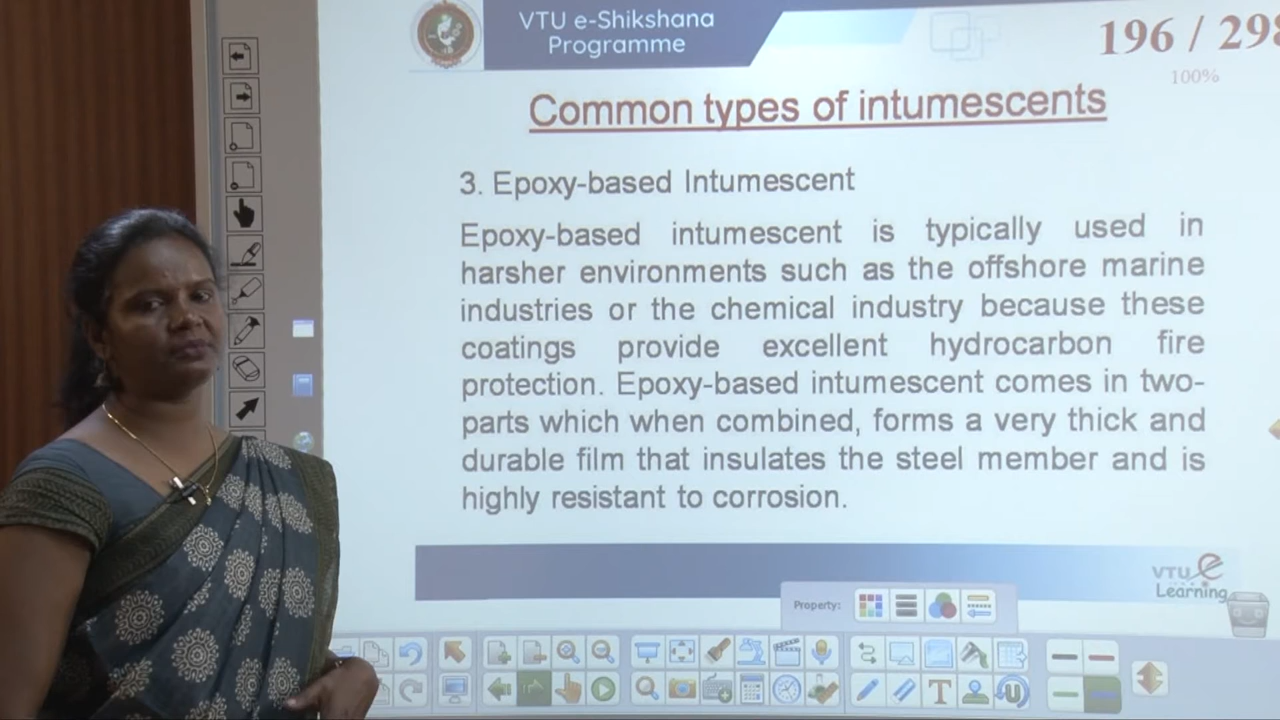 VTU e-Shikshana
Programme
196 / 298
100%
Common types of intumescents
3. Epoxy-based Intumescent
Epoxy-based intumescent is typically used in
harsher environments such as the offshore marine
industries or the chemical industry because these
coatings provide excellent hydrocarbon fire
protection. Epoxy-based intumescent comes in two-
parts which when combined, forms a very thick and
durable film that insulates the steel member and is
highly resistant to corrosion.
VTU e
Learning
Property: